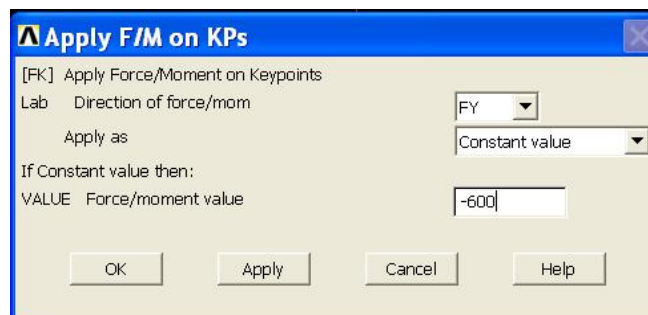 Apply F/M on KPs
[FK] Apply Force/Moment on Keypoints
Lab Direction of force/mom FY
Apply as Constant value
If Constant value then:
VALUE Force/moment value -600
OK Apply Cancel Help